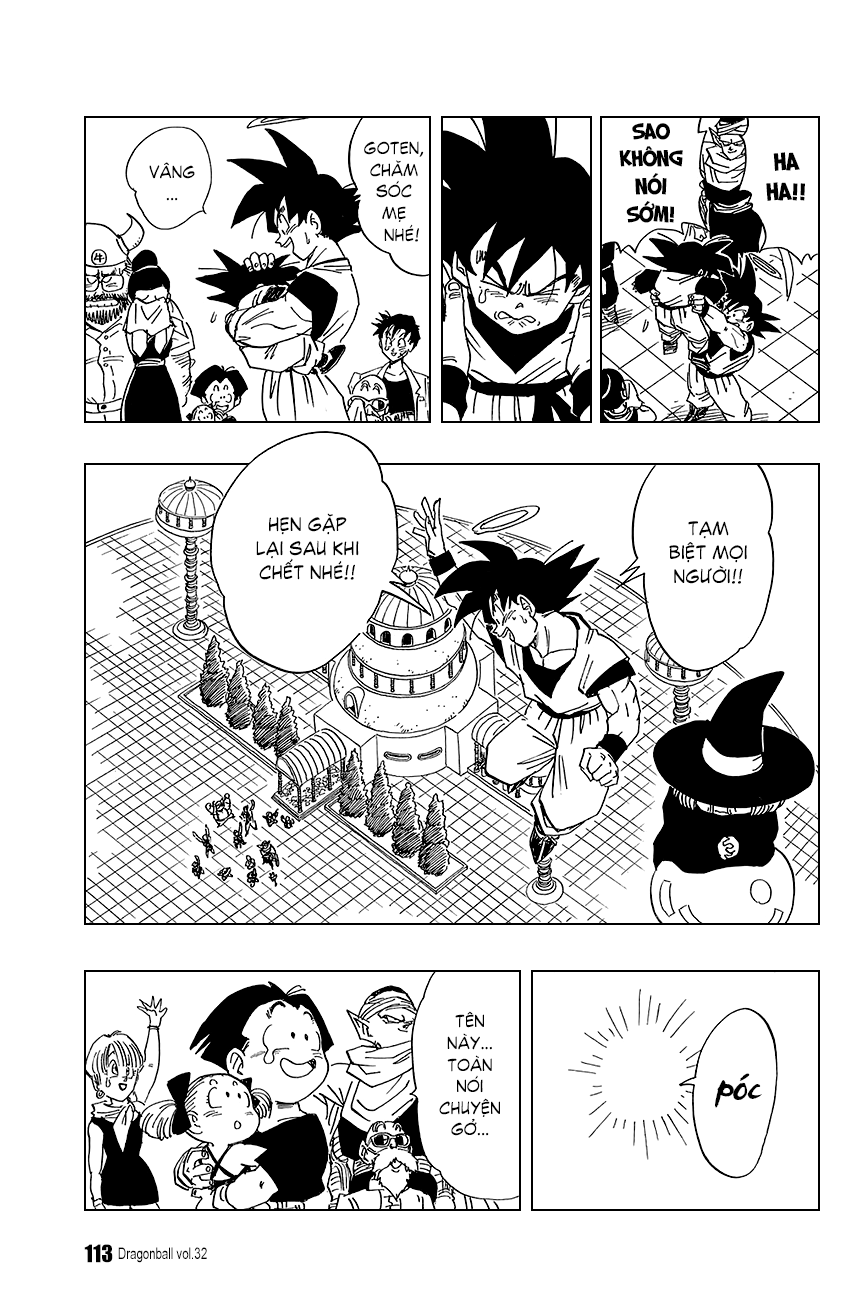 HA
HA!!
SAO
KHÔNG
NÓI
SỚM!
GOTEN,
CHĂM
SÓC
MẸ
NHÉ!
VÂNG
...
4
TẠM
BIỆT MỌI
NGƯỜI!!
HẸN GẶP
LẠI SAU KHI
CHẾT NHÉ!!
PÓC
TÊN
NÀY...
TOÀN
NÓI
CHUYỆN
GỞ...
113 Dragonball vol.32